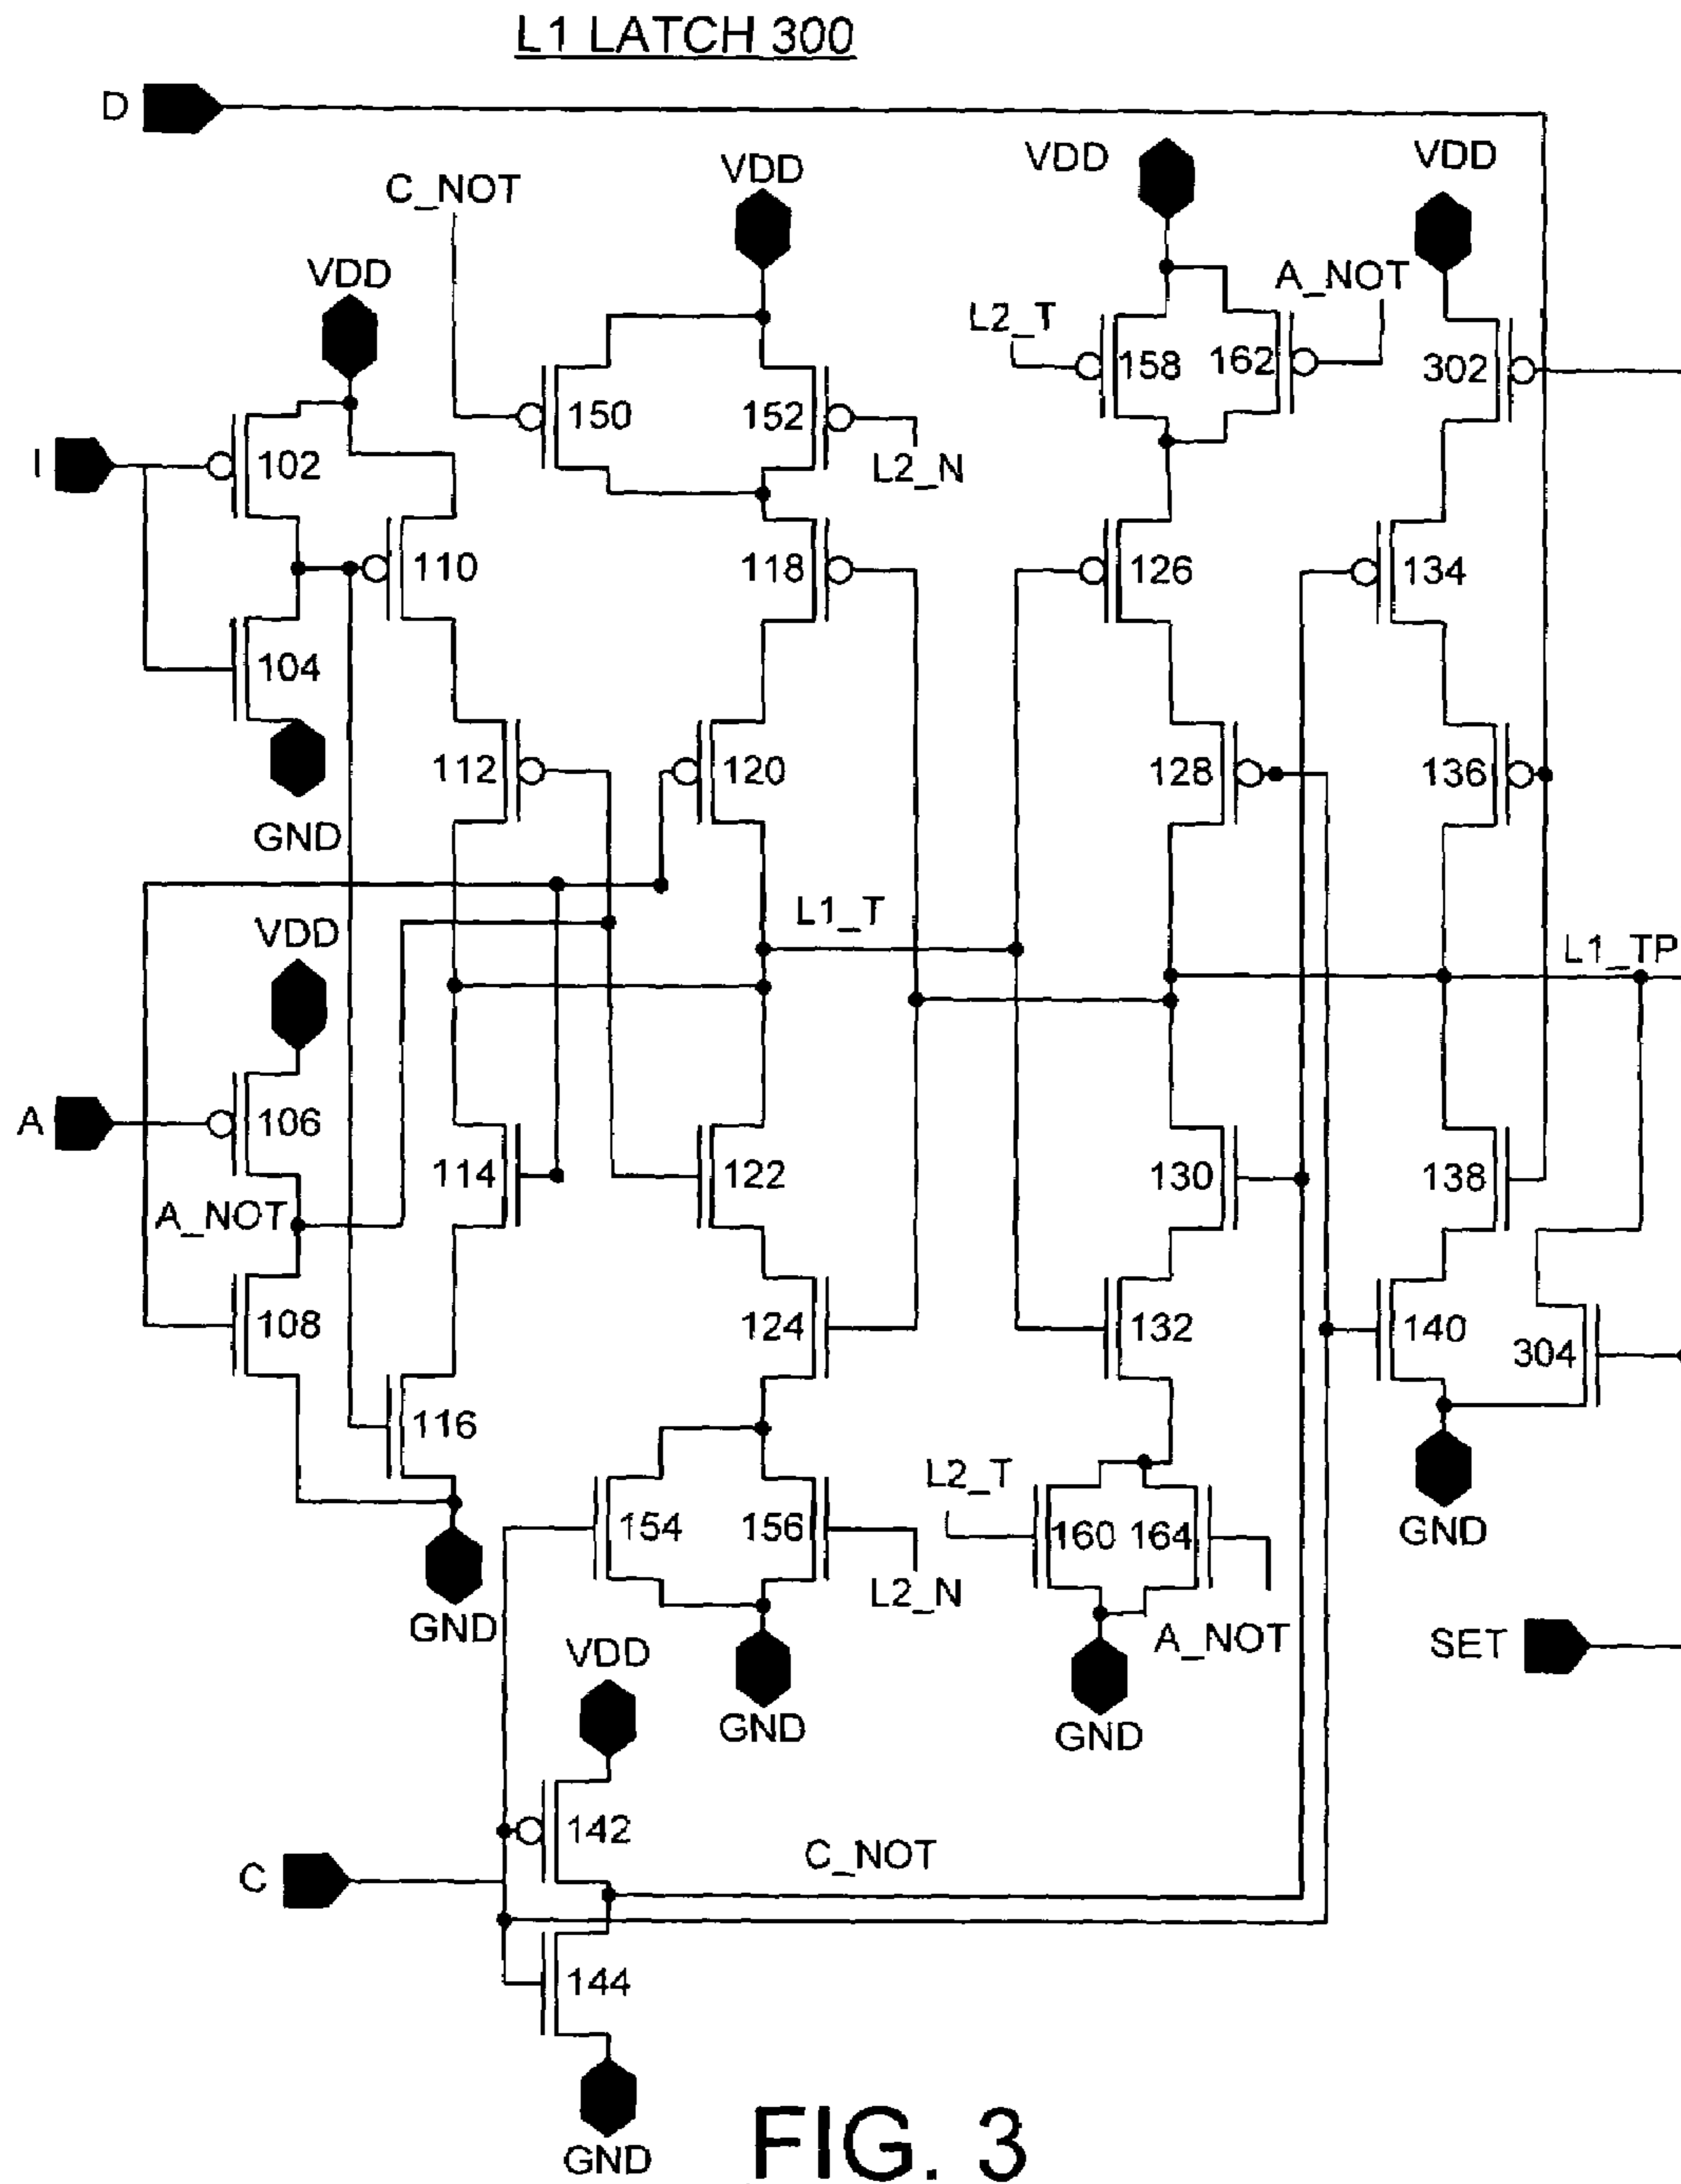 L1 LATCH 300
D
VDD
VDD
VDD
C_NOT
VDD
A_NOT
L2_T
158
162
302
150
152
I
102
L2_N
110
118
126
134
104
112
120
128
136
GND
L1_T
VDD
L1_TP
A
106
114
122
130
138
A_NOT
108
124
132
140
304
116
L2_T
154
156
160
164
GND
L2_N
GND
A_NOT
SET
VDD
GND
GND
142
C_NOT
C
144
GND
FIG. 3